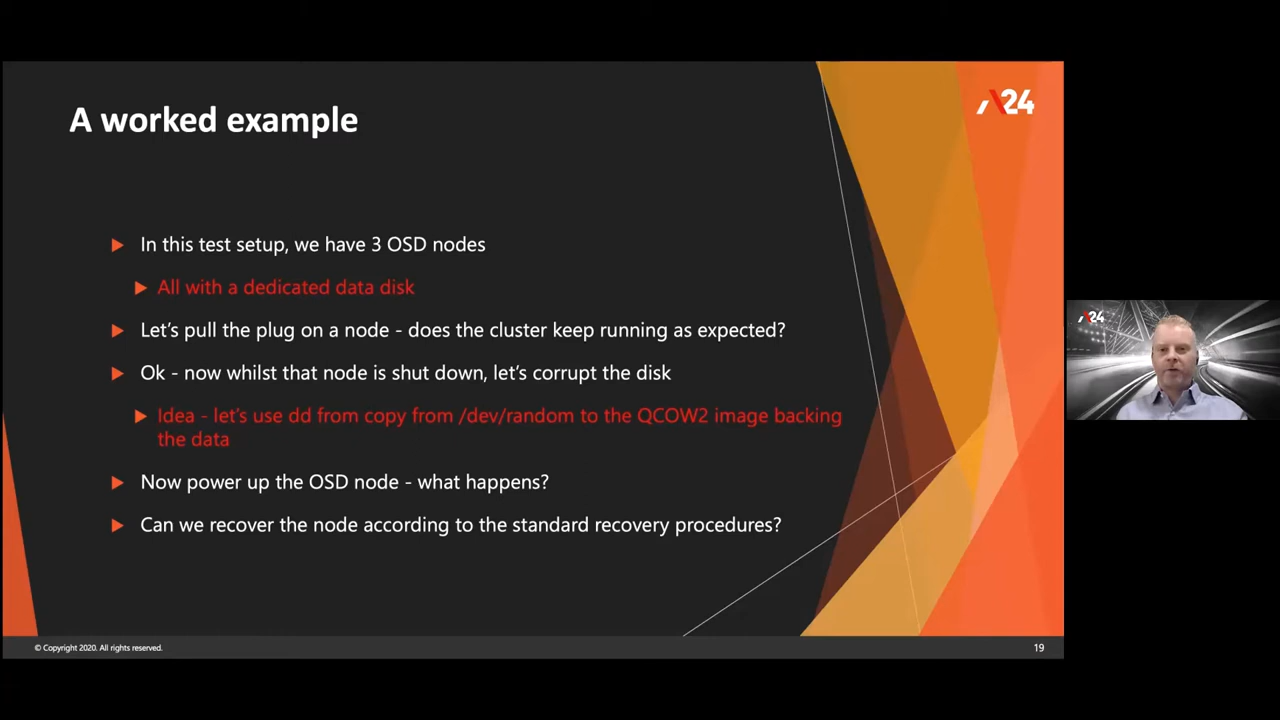 A worked example
24
In this test setup, we have 3 OSD nodes
All with a dedicated data disk
Let's pull the plug on a node - does the cluster keep running as expected?
Ok - now whilst that node is shut down, let's corrupt the disk
Idea - let's use dd from copy from /dev/random to the QCOW2 image backing
the data
Now power up the OSD node - what happens?
Can we recover the node according to the standard recovery procedures?
© Copyright 2020. All rights reserved.
19
24